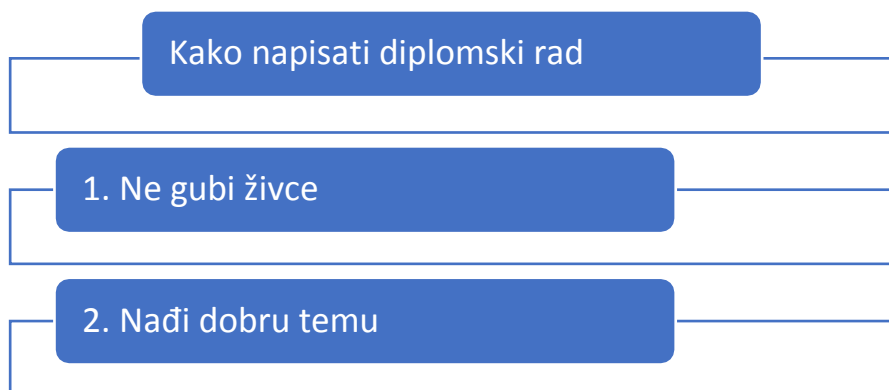 Kako napisati diplomski rad
1. Ne gubi živce
2. Nađi dobru temu